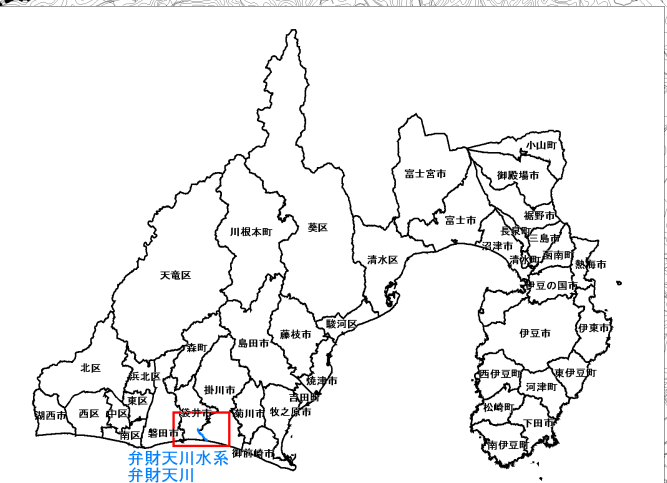 小山町
富士宮市
御殿場市
裾野市
富士市
葵区
川根本町
長泉町
三島市
沼津市
函南町
清水町
熱海市
清水区
天竜区
伊豆の国市
駿河区
伊東市
伊豆市
藤枝市
島田市
森町
北区
浜北区
焼津市
西伊豆町
東伊豆町
河津町
掛川市
吉田町
東区
湖西市
西区
中区
袋井市
菊川市
牧之原市
松崎町
下田市
南区
磐田市
南伊豆町
御前崎市
弁財天川水系
弁財天川